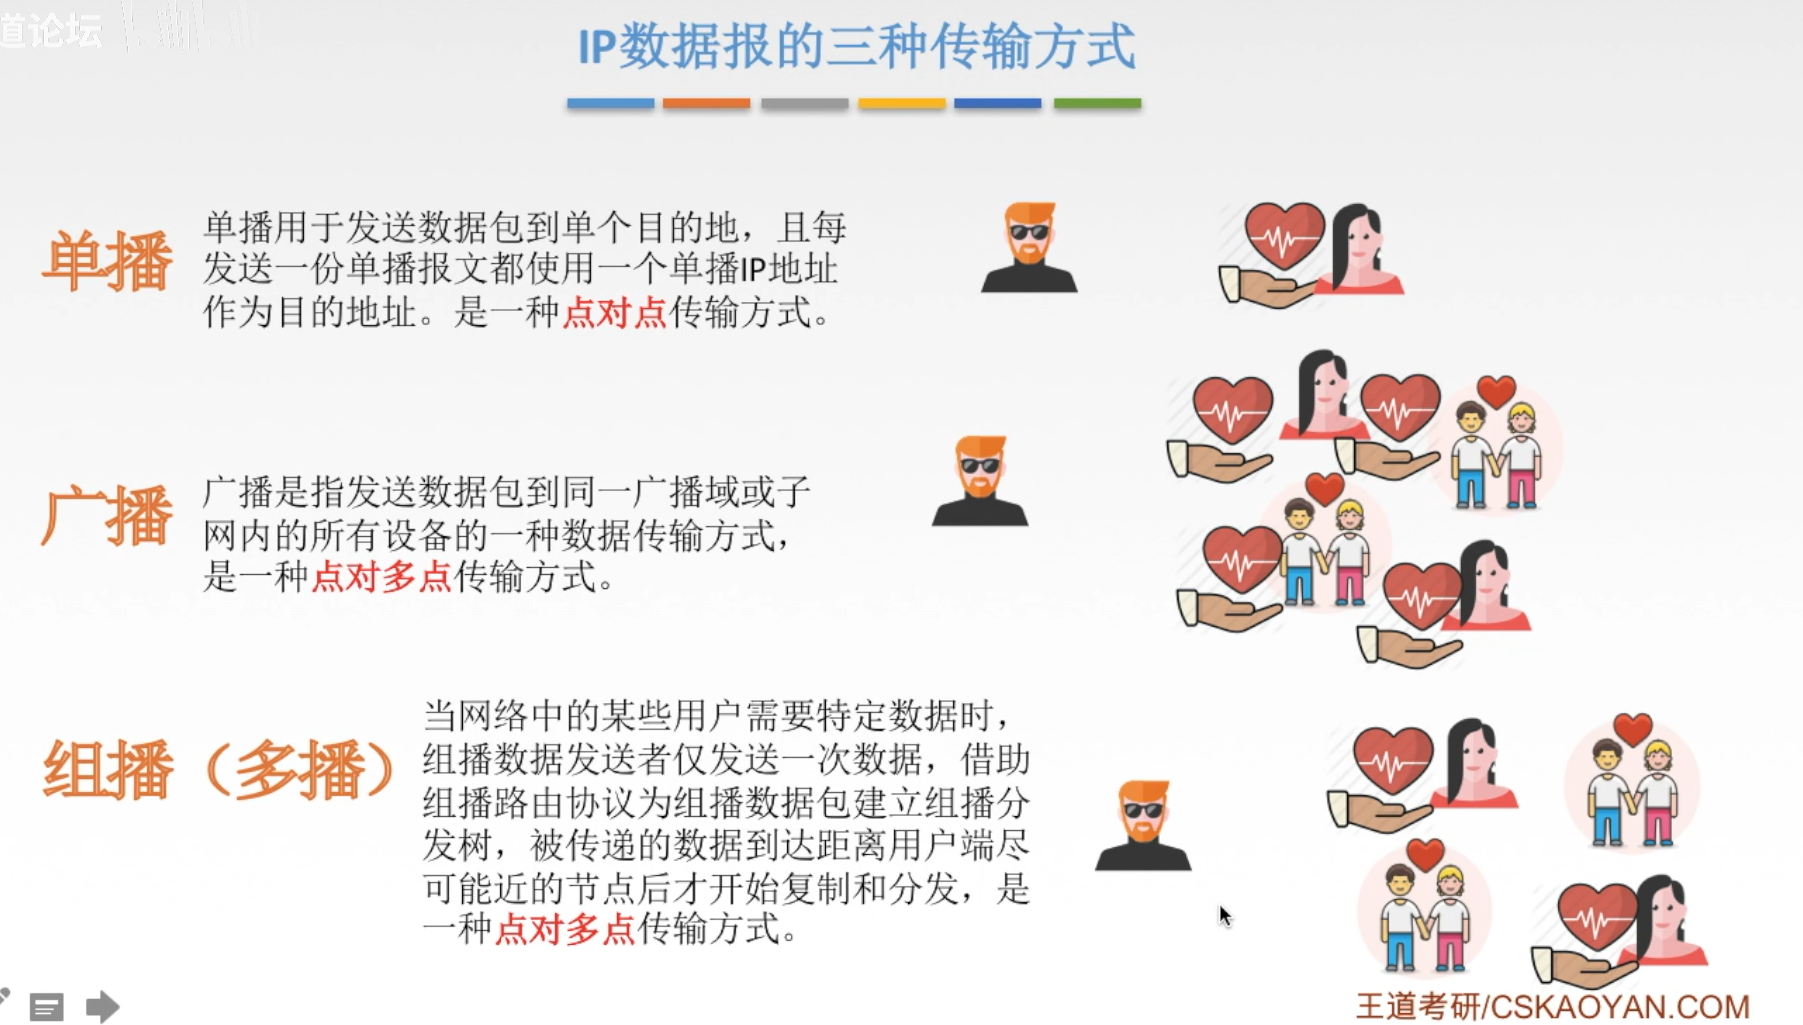 道论坛
IP数据报的三种传输方式
单播
单播用于发送数据包到单个目的地，且每
发送一份单播报文都使用一个单播IP地址
作为目的地址。是一种点对点传输方式。
广播
广播是指发送数据包到同一广播域或子
网内的所有设备的一种数据传输方式，
是一种点对多点传输方式。
组播（多播）
当网络中的某些用户需要特定数据时，
组播数据发送者仅发送一次数据，借助
组播路由协议为组播数据包建立组播分
发树，被传递的数据到达距离用户端尽
可能近的节点后才开始复制和分发，是
一种点对多点传输方式。
王道考研/CSKAOYAN.COM